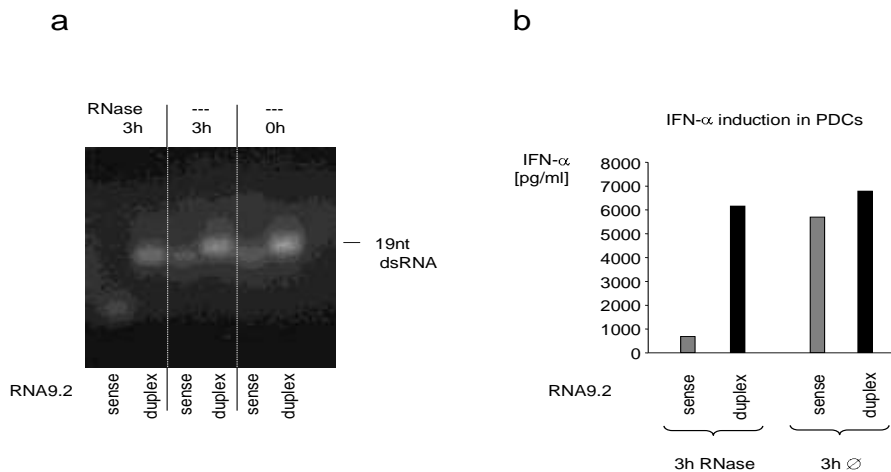 a
RNase --- ---
3h 3h 0h
19nt
dsRNA
RNA9.2 sense duplex sense duplex sense duplex
b
IFN-α induction in PDCs
IFN-α
[pg/ml]
8000
7000
6000
5000
4000
3000
2000
1000
0
RNA9.2 sense duplex sense duplex
3h RNase 3h ∅